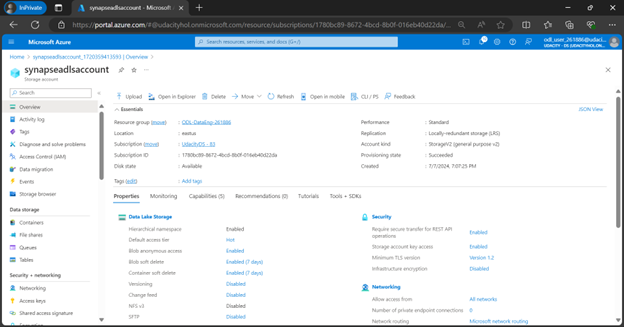 InPrivate
synapseadlsaccount - Microsoft
https://portal.azure.com/#@udacityhol.onmicrosoft.com/resource/subscriptions/1780bc89-8672-4bcd-8b0f-016eb40d22da/...
Microsoft Azure
Search resources, services, and docs (G+/)
odl_user_261886@udaci...
Home > synapseadlsaccount_1720359413593 | Overview >
synapseadlsaccount
Storage account
Search
Upload Open in Explorer Delete Move Refresh Open in mobile CLI / PS Feedback
Overview
Activity log
Tags
Diagnose and solve problems
Access Control (IAM)
Data migration
Events
Storage browser
Data storage
Containers
File shares
Queues
Tables
Security + networking
Networking
Access keys
Shared access signature
Essentials
JSON View
Resource group (move) : ODL-DataEng-261886
Location : eastus
Subscription (move) : UdacityDS - 83
Subscription ID : 1780bc89-8672-4bcd-8b0f-016eb40d22da
Disk state : Available
Performance : Standard
Replication : Locally-redundant storage (LRS)
Account kind : StorageV2 (general purpose v2)
Provisioning state : Succeeded
Created : 7/7/2024, 7:07:25 PM
Tags (edit) : Add tags
Properties Monitoring Capabilities (5) Recommendations (0) Tutorials Tools + SDKs
Data Lake Storage
Hierarchical namespace Enabled
Default access tier Hot
Blob anonymous access Enabled
Blob soft delete Enabled (7 days)
Container soft delete Enabled (7 days)
Versioning Disabled
Change feed Disabled
NFS v3 Disabled
SFTP Disabled
Security
Require secure transfer for REST API
operations Enabled
Storage account key access Enabled
Minimum TLS version Version 1.2
Infrastructure encryption Disabled
Networking
Allow access from All networks
Number of private endpoint connections 0
Network routing Microsoft network routing